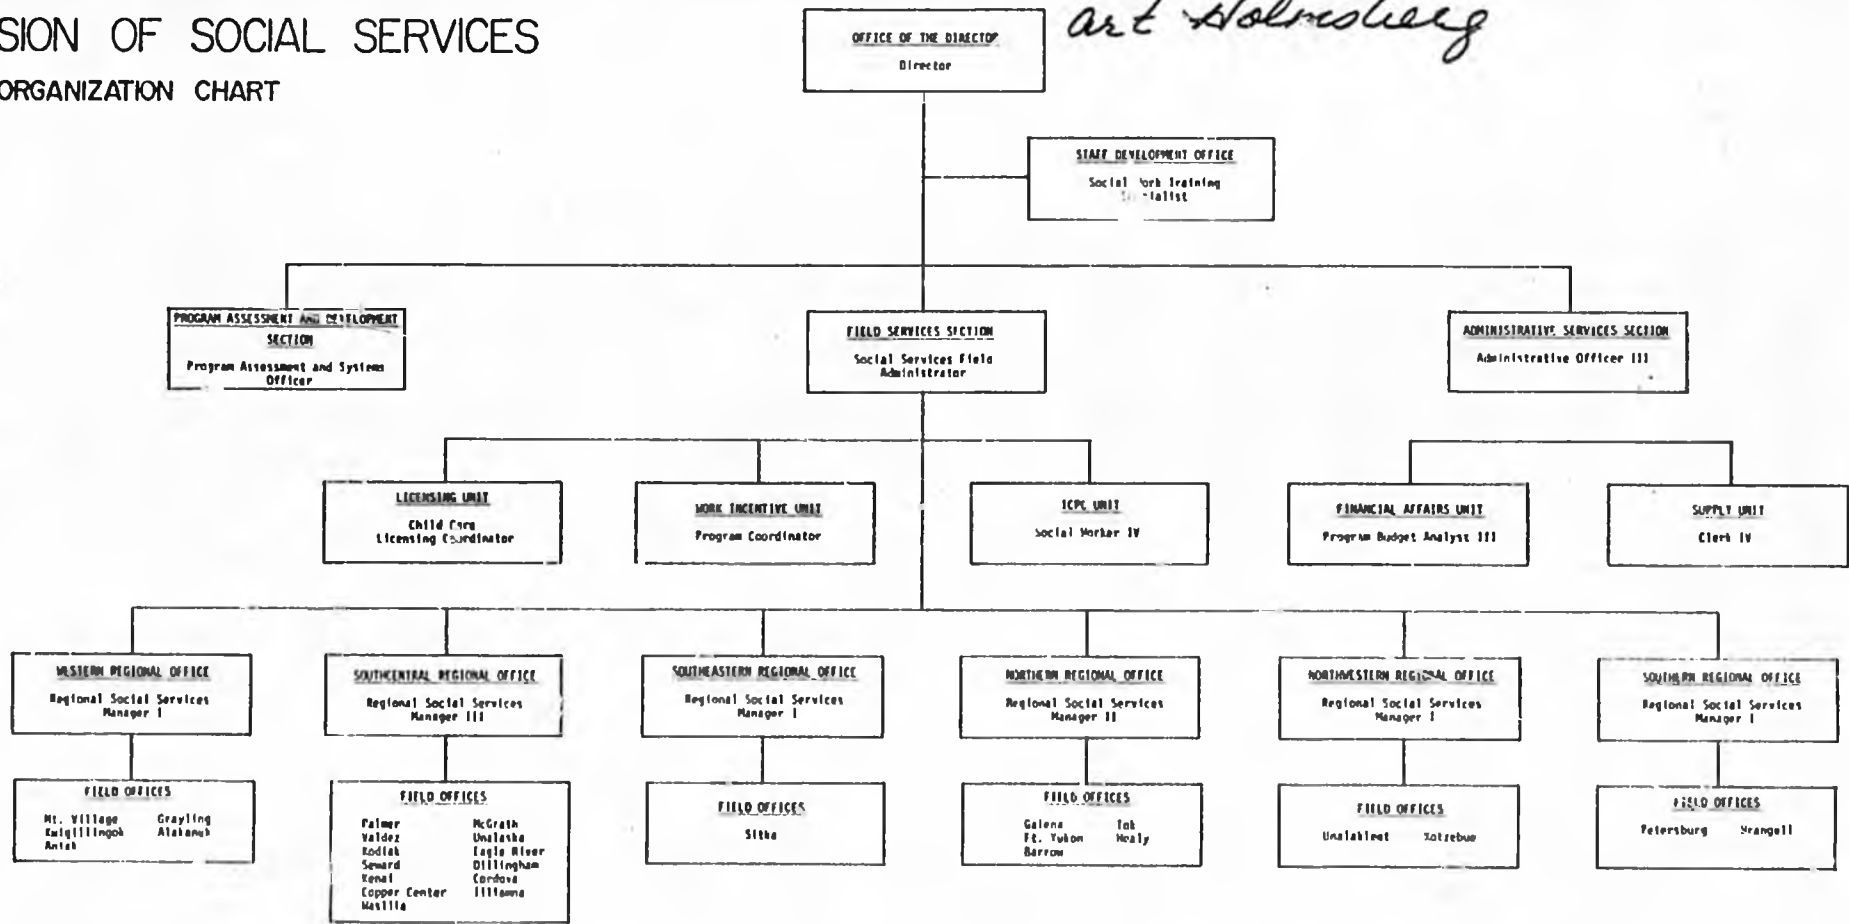 SION OF SOCIAL SERVICES
ORGANIZATION CHART
Art Holmsberg
OFFICE OF THE DIRECTOR
Director
STAFF DEVELOPMENT OFFICE
Social Work Training
PROGRAM ASSESSMENT AND DEVELOPMENT
SECTION
Program Assessment and Systems
Officer
FIELD SERVICES SECTION
Social Services Field
Administrator
ADMINISTRATIVE SERVICES SECTION
Administrative Officer III
LICENSING UNIT
Child Care
Licensing Coordinator
WORK INCENTIVE UNIT
Program Coordinator
ICPC UNIT
Social Worker IV
FINANCIAL AFFAIRS UNIT
Program Budget Analyst III
SUPPLY UNIT
Clerk IV
WESTERN REGIONAL OFFICE
Regional Social Services
Manager I
SOUTHCENTRAL REGIONAL OFFICE
Regional Social Services
Manager III
SOUTHEASTERN REGIONAL OFFICE
Regional Social Services
Manager I
NORTHERN REGIONAL OFFICE
Regional Social Services
Manager II
NORTHWESTERN REGIONAL OFFICE
Regional Social Services
Manager I
SOUTHERN REGIONAL OFFICE
Regional Social Services
Manager I
FIELD OFFICES
Mt. Village Grayling
Kwigillingok Alakanuk
Aniak
FIELD OFFICES
Palmer McGrath
Valdez Unalaska
Kodiak Eagle River
Seward Dillingham
Kenai Cordova
Copper Center Iliamna
Wasilla
FIELD OFFICES
Sitka
FIELD OFFICES
Galena Tok
Ft. Yukon Healy
Barrow
FIELD OFFICES
Unalakleet Kotzebue
FIELD OFFICES
Petersburg Wrangell